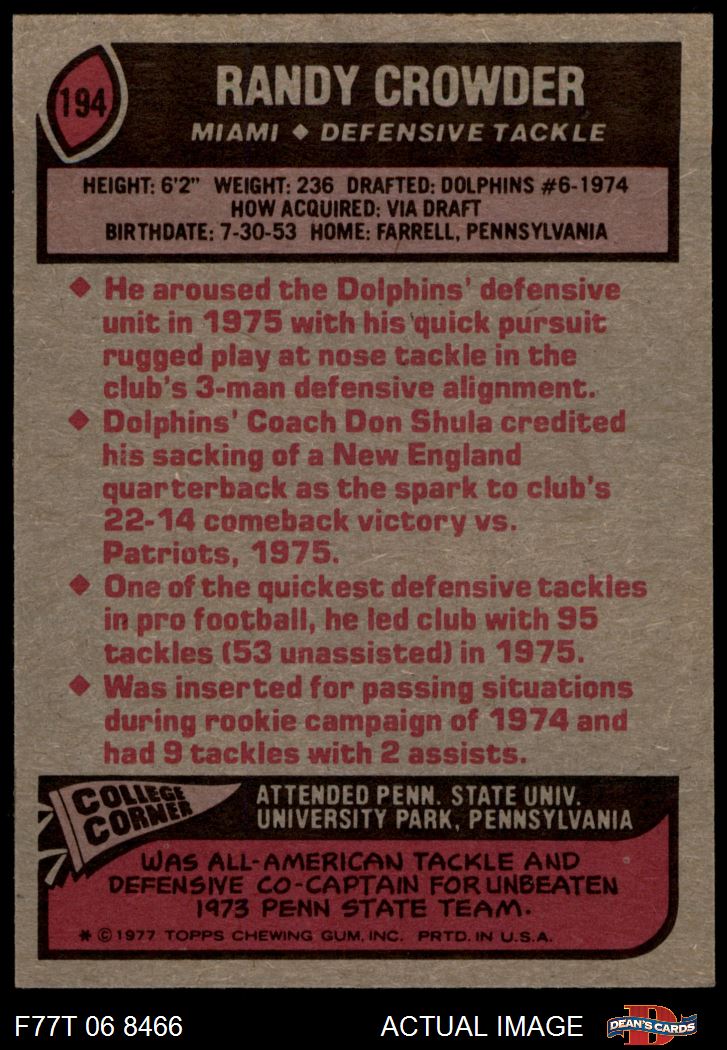 194
RANDY CROWDER
MIAMI ◆ DEFENSIVE TACKLE
HEIGHT: 6'2" WEIGHT: 236 DRAFTED: DOLPHINS #6-1974
HOW ACQUIRED: VIA DRAFT
BIRTHDATE: 7-30-53 HOME: FARRELL, PENNSYLVANIA
◆ He aroused the Dolphins' defensive
unit in 1975 with his quick pursuit
rugged play at nose tackle in the
club's 3-man defensive alignment.
◆ Dolphins' Coach Don Shula credited
his sacking of a New England
quarterback as the spark to club's
22-14 comeback victory vs.
Patriots, 1975.
◆ One of the quickest defensive tackles
in pro football, he led club with 95
tackles (53 unassisted) in 1975.
◆ Was inserted for passing situations
during rookie campaign of 1974 and
had 9 tackles with 2 assists.
COLLEGE
CORNER
ATTENDED PENN. STATE UNIV.
UNIVERSITY PARK, PENNSYLVANIA
WAS ALL-AMERICAN TACKLE AND
DEFENSIVE CO-CAPTAIN FOR UNBEATEN
1973 PENN STATE TEAM.
* © 1977 TOPPS CHEWING GUM, INC. PRTD. IN U.S.A.
F77T 06 8466
ACTUAL IMAGE
D
DEAN'S CARDS